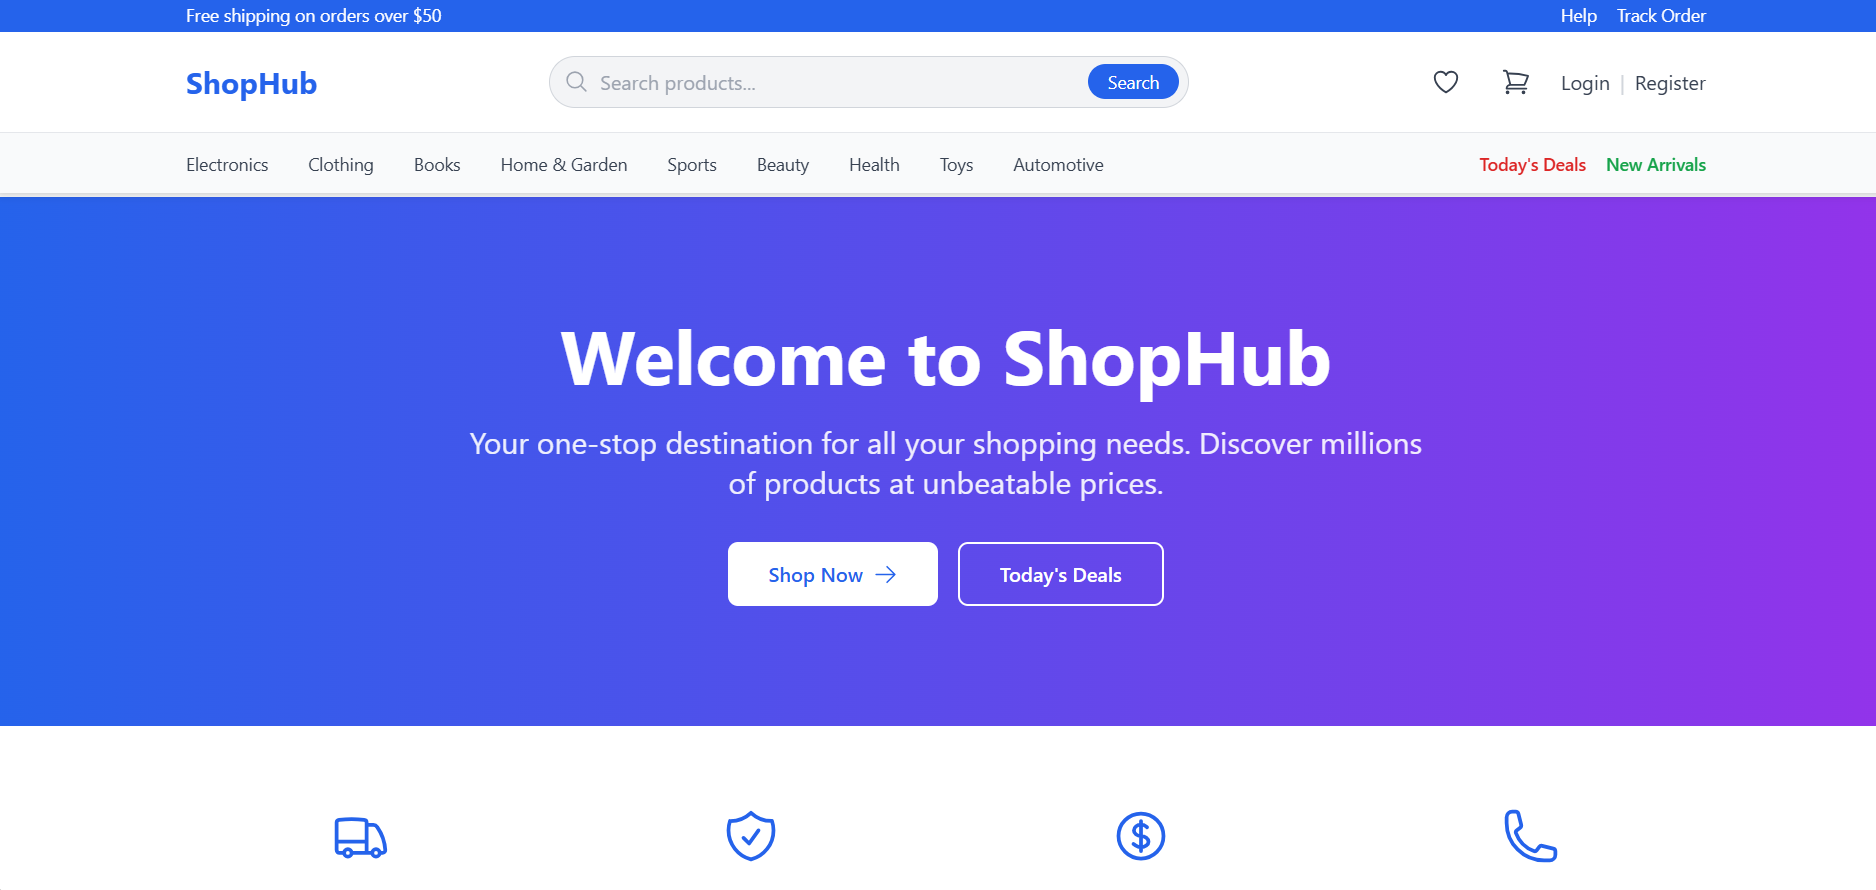 Free shipping on orders over $50
Help Track Order
ShopHub
Search products...
Search
Login | Register
Electronics Clothing Books Home & Garden Sports Beauty Health Toys Automotive
Today's Deals New Arrivals
Welcome to ShopHub
Your one-stop destination for all your shopping needs. Discover millions
of products at unbeatable prices.
Shop Now
Today's Deals